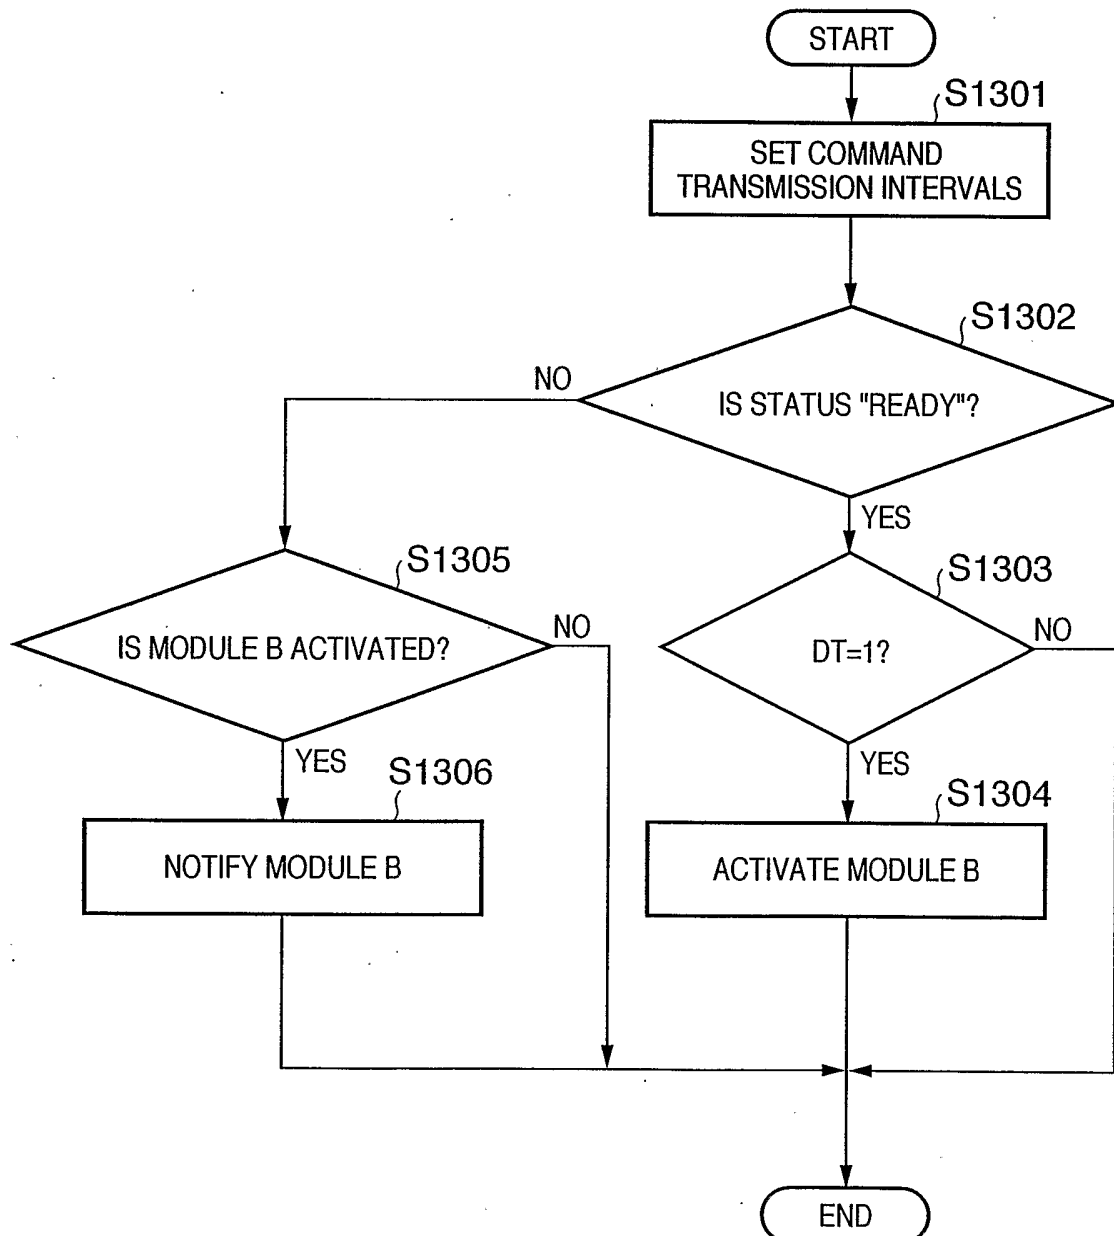 START
S1301
SET COMMAND
TRANSMISSION INTERVALS
S1302
IS STATUS "READY"?
NO
YES
S1305
IS MODULE B ACTIVATED?
NO
YES
S1303
DT=1?
NO
YES
S1306
NOTIFY MODULE B
S1304
ACTIVATE MODULE B
END